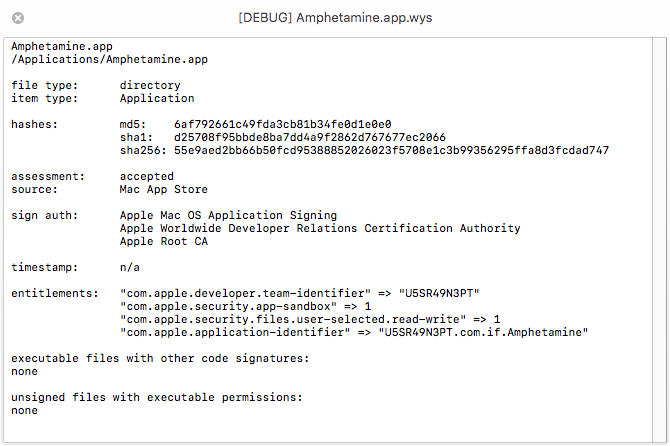 [DEBUG] Amphetamine.app.wys
Amphetamine.app
/Applications/Amphetamine.app
file type: directory
item type: Application
hashes: md5: 6af792661c49fda3cb81b34fe0d1e0e0
sha1: d25708f95bbde8ba7dd4a9f2862d767677ec2066
sha256: 55e9aed2bb66b50fcd95388852026023f5708e1c3b99356295ffa8d3fcdad747
assessment: accepted
source: Mac App Store
sign auth: Apple Mac OS Application Signing
Apple Worldwide Developer Relations Certification Authority
Apple Root CA
timestamp: n/a
entitlements: "com.apple.developer.team-identifier" => "U5SR49N3PT"
"com.apple.security.app-sandbox" => 1
"com.apple.security.files.user-selected.read-write" => 1
"com.apple.application-identifier" => "U5SR49N3PT.com.if.Amphetamine"
executable files with other code signatures:
none
unsigned files with executable permissions:
none